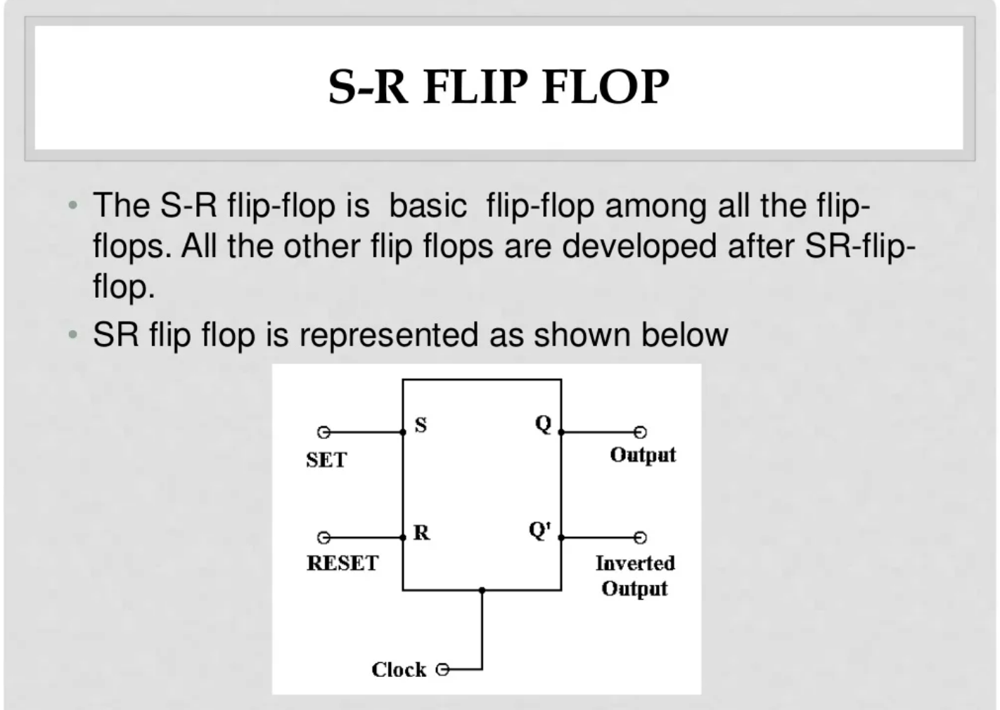 S-R FLIP FLOP
• The S-R flip-flop is basic flip-flop among all the flip-
flops. All the other flip flops are developed after SR-flip-
flop.
• SR flip flop is represented as shown below
S
Q
SET
Output
R
Q'
RESET
Inverted
Output
Clock